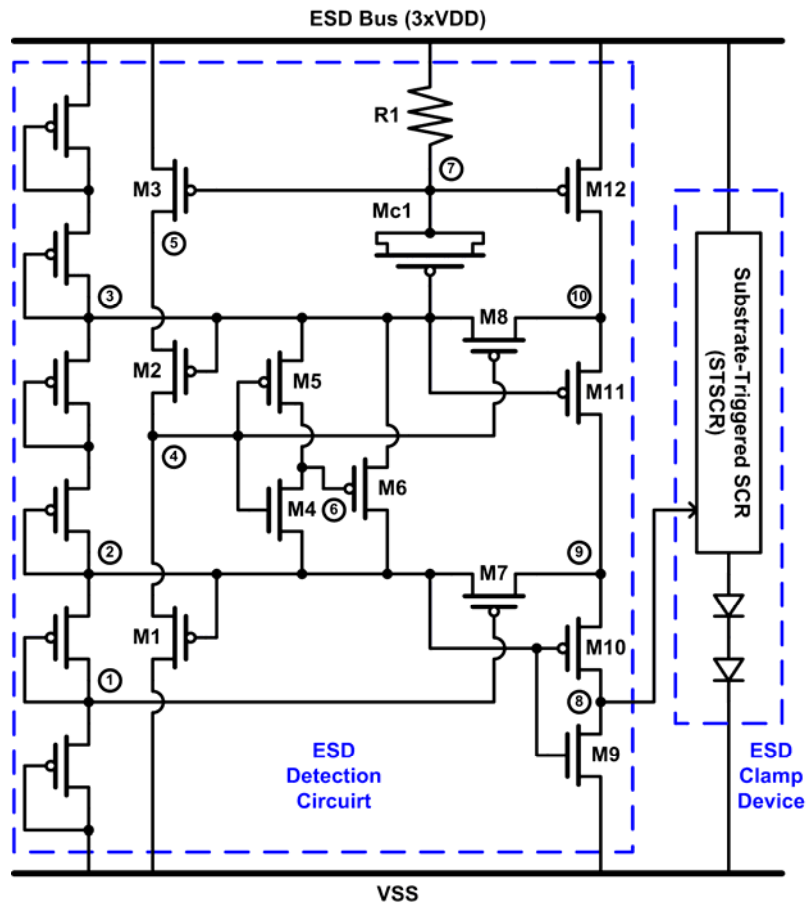 ESD Bus (3xVDD)
R1
7
M3
M12
Mc1
5
3
10
M8
M2
M5
M11
4
M4
6
M6
Substrate-Triggered SCR
(STSCR)
2
9
M7
M1
M10
1
8
M9
ESD
Detection
Circuirt
ESD
Clamp
Device
VSS